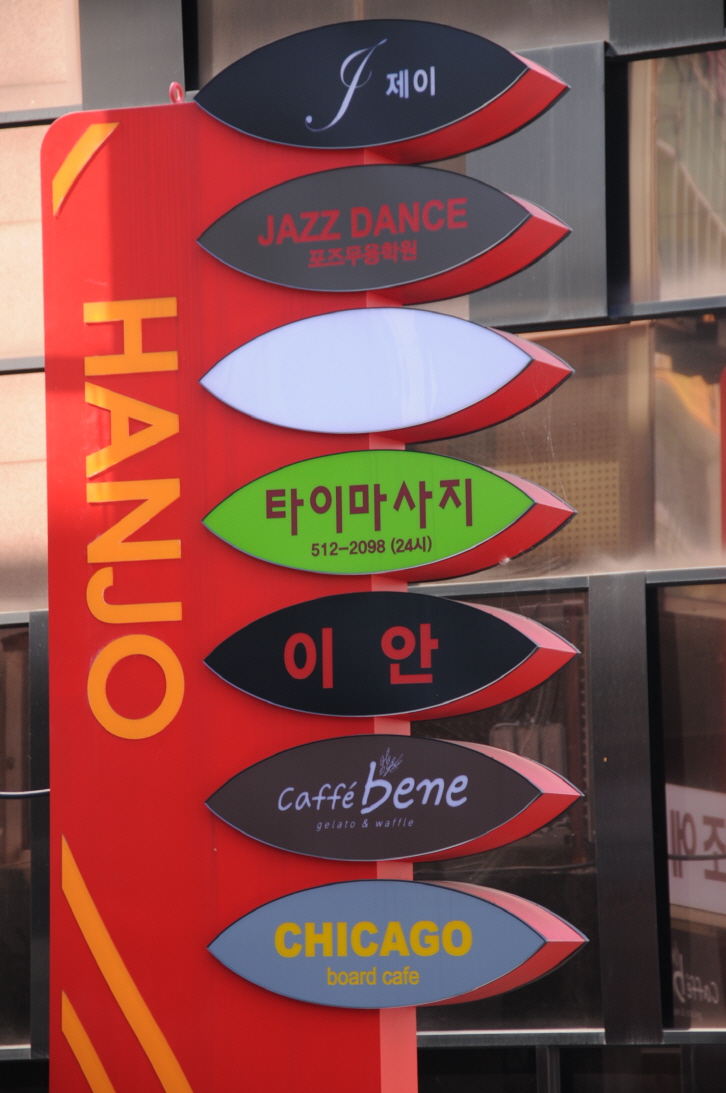 HANJO
J 제이
JAZZ DANCE
포즈무용학원
타이마사지
512-2098 (24시)
이 안
Caffé bene
gelato & waffle
CHICAGO
board cafe